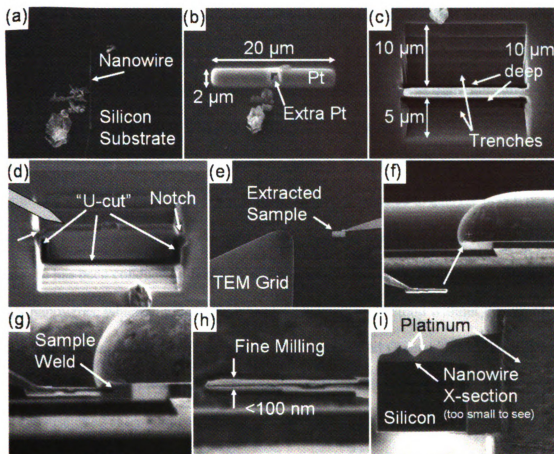 (a)
Nanowire
Silicon
Substrate
(b)
20 µm
2 µm
Pt
Extra Pt
(c)
10 µm
10 µm
deep
5 µm
Trenches
(d)
"U-cut"
Notch
(e)
Extracted
Sample
TEM Grid
(f)
(g)
Sample
Weld
(h)
Fine Milling
<100 nm
(i)
Platinum
Nanowire
X-section
(too small to see)
Silicon